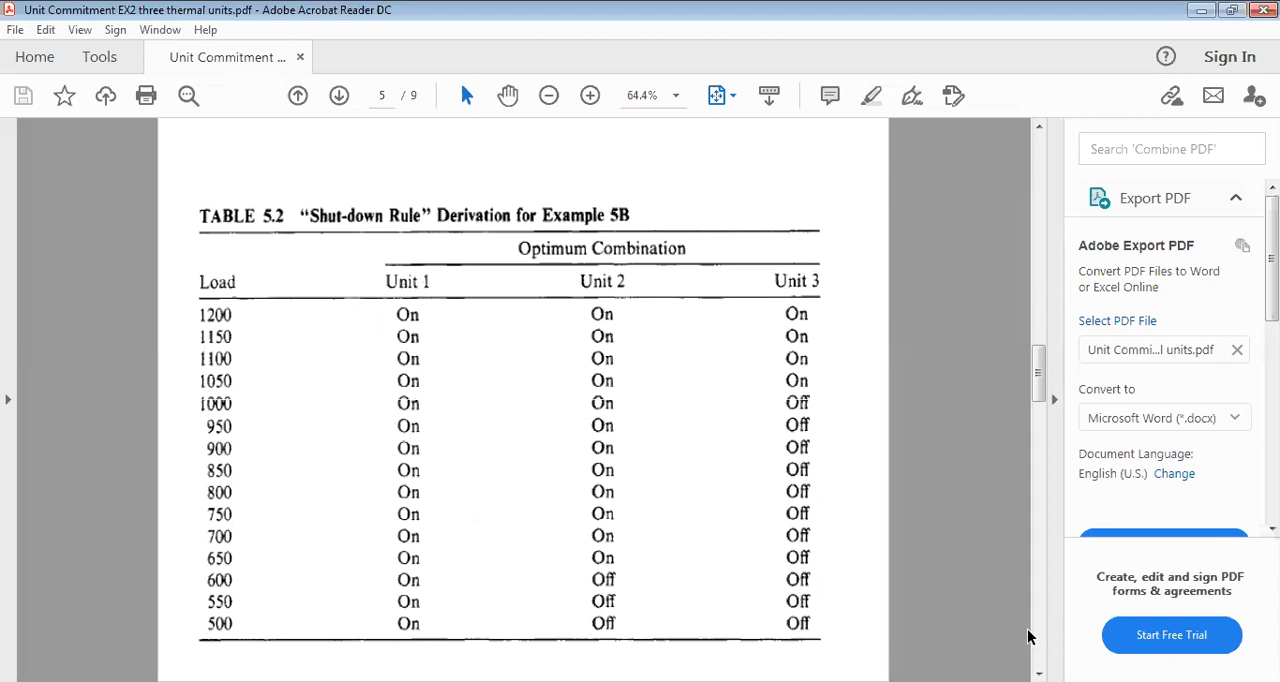 Unit Commitment EX2 three thermal units.pdf - Adobe Acrobat Reader DC
File Edit View Sign Window Help
Home Tools Unit Commitment ... × Sign In
5 / 9 64.4%
TABLE 5.2 “Shut-down Rule” Derivation for Example 5B
Optimum Combination
Load Unit 1 Unit 2 Unit 3
1200 On On On
1150 On On On
1100 On On On
1050 On On On
1000 On On Off
950 On On Off
900 On On Off
850 On On Off
800 On On Off
750 On On Off
700 On On Off
650 On On Off
600 On Off Off
550 On Off Off
500 On Off Off
Search 'Combine PDF'
Export PDF
Adobe Export PDF
Convert PDF Files to Word
or Excel Online
Select PDF File
Unit Commi...l units.pdf
Convert to
Microsoft Word (*.docx)
Document Language:
English (U.S.) Change
Create, edit and sign PDF
forms & agreements
Start Free Trial